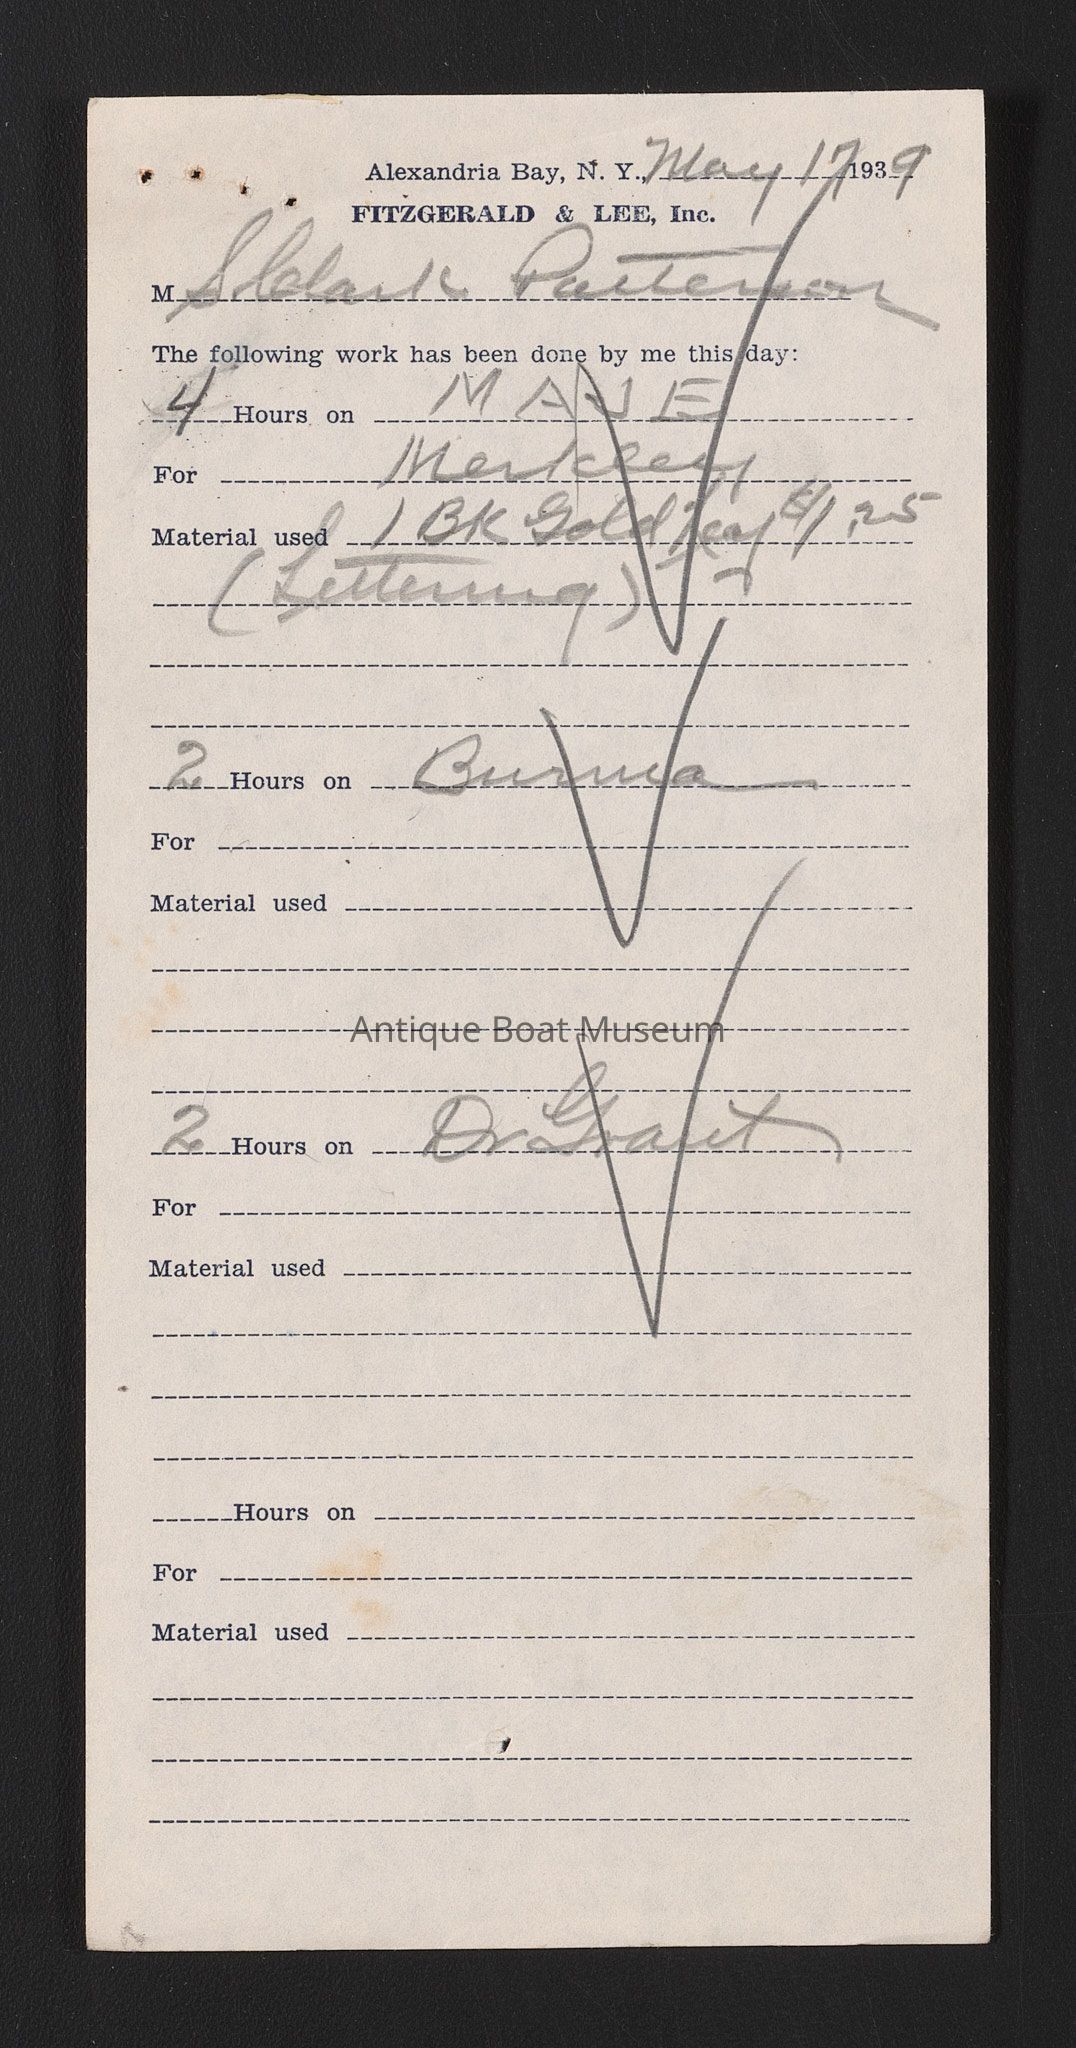 Alexandria Bay, N. Y., May 17 1939
FITZGERALD & LEE, Inc.
M Clark Patterson
The following work has been done by me this day:
4 Hours on
For Merkley
Material used 1 BK Gold Leaf 1.25
(Lettering)
2 Hours on Burma
For
Material used
Antique Boat Museum
2 Hours on Dr Grant
For
Material used
Hours on
For
Material used